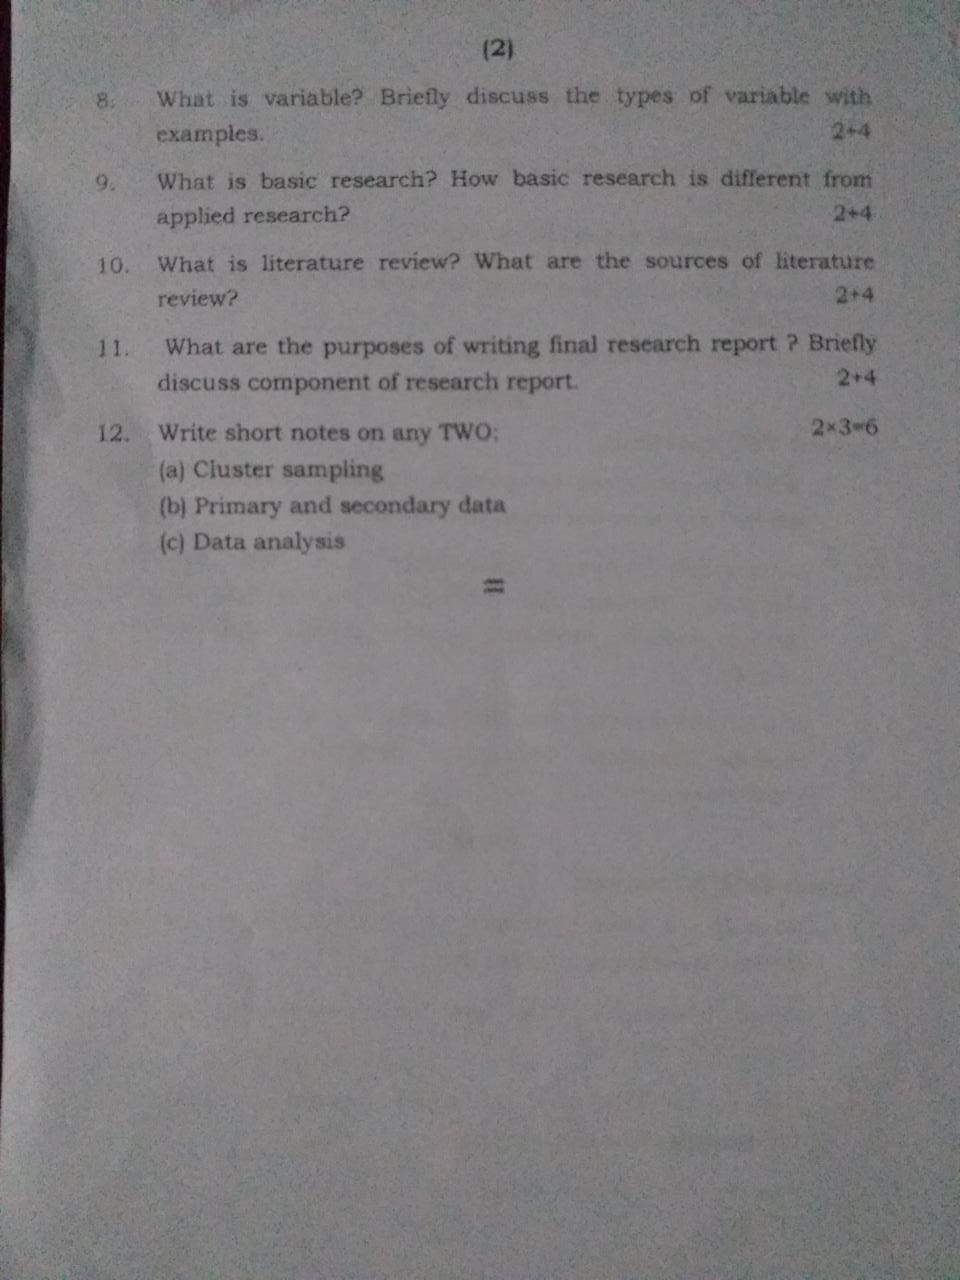 (2)
8. What is variable? Briefly discuss the types of variable with
examples. 2+4
9. What is basic research? How basic research is different from
applied research? 2+4
10. What is literature review? What are the sources of literature
review? 2+4
11. What are the purposes of writing final research report ? Briefly
discuss component of research report. 2+4
12. Write short notes on any TWO: 2×3=6
(a) Cluster sampling
(b) Primary and secondary data
(c) Data analysis
=